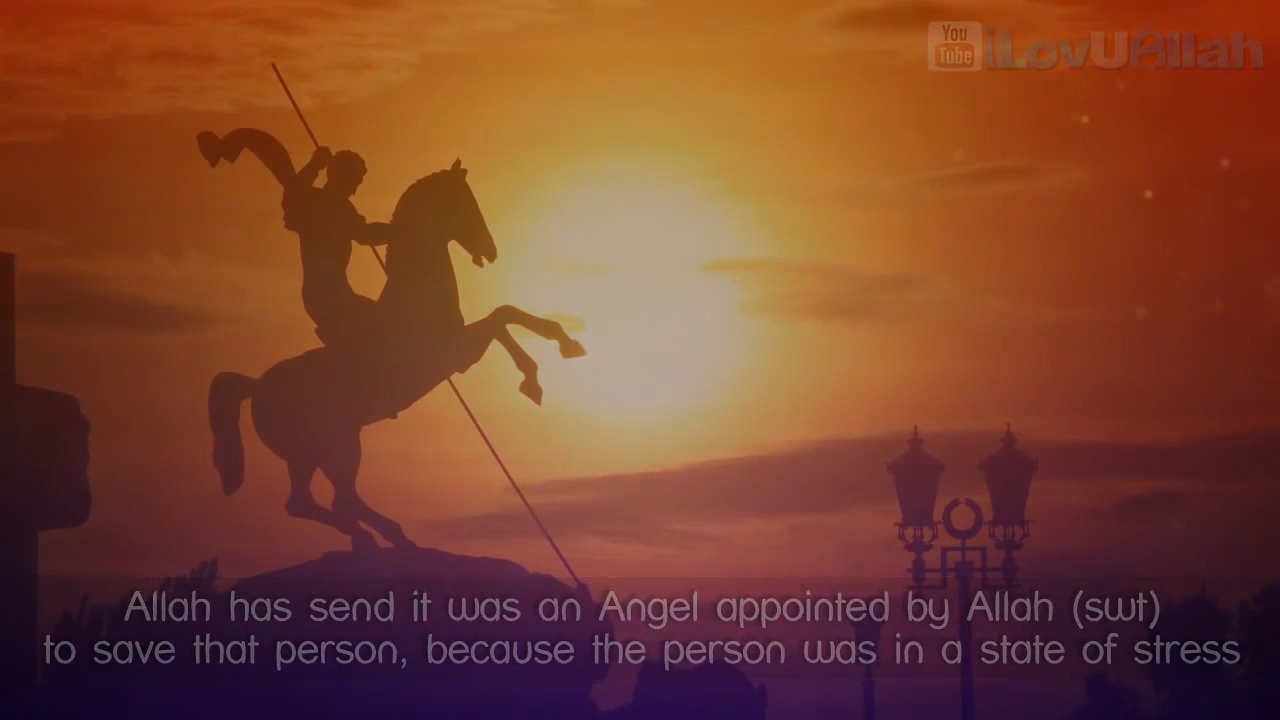 You
Tube iLovUAllah
Allah has send it was an Angel appointed by Allah (swt)
to save that person, because the person was in a state of stress